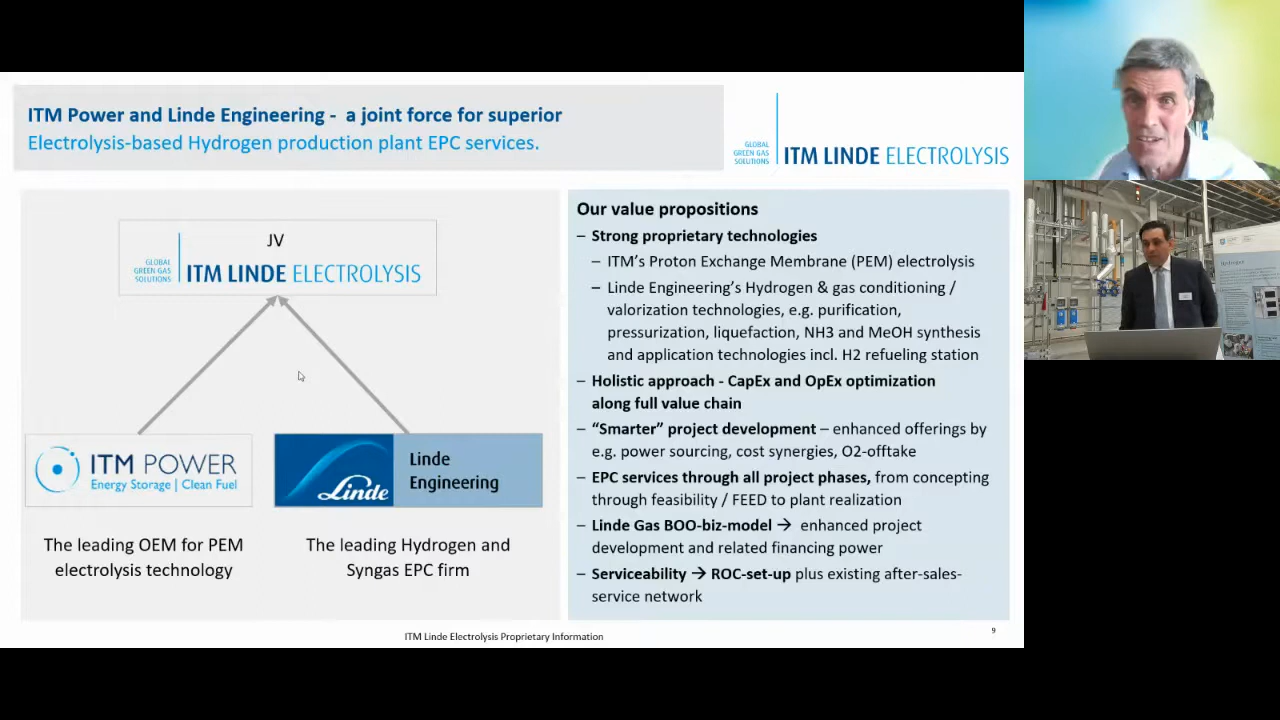 ITM Power and Linde Engineering - a joint force for superior
Electrolysis-based Hydrogen production plant EPC services.
GLOBAL
GREEN GAS
SOLUTIONS
ITM LINDE ELECTROLYSIS
JV
GLOBAL
GREEN GAS
SOLUTIONS
ITM LINDE ELECTROLYSIS
ITM POWER
Energy Storage | Clean Fuel
Linde
Linde
Engineering
The leading OEM for PEM
electrolysis technology
The leading Hydrogen and
Syngas EPC firm
Our value propositions
– Strong proprietary technologies
– ITM's Proton Exchange Membrane (PEM) electrolysis
– Linde Engineering's Hydrogen & gas conditioning /
valorization technologies, e.g. purification,
pressurization, liquefaction, NH3 and MeOH synthesis
and application technologies incl. H2 refueling station
– Holistic approach - CapEx and OpEx optimization
along full value chain
– “Smarter” project development – enhanced offerings by
e.g. power sourcing, cost synergies, O2-offtake
– EPC services through all project phases, from concepting
through feasibility / FEED to plant realization
– Linde Gas BOO-biz-model → enhanced project
development and related financing power
– Serviceability → ROC-set-up plus existing after-sales-
service network
ITM Linde Electrolysis Proprietary Information
9
Hydrogen